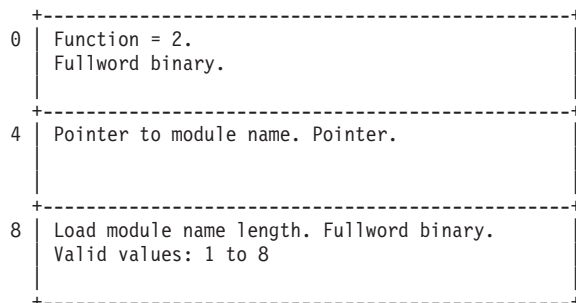 0 Function = 2.
Fullword binary.
4 Pointer to module name. Pointer.
8 Load module name length. Fullword binary.
Valid values: 1 to 8